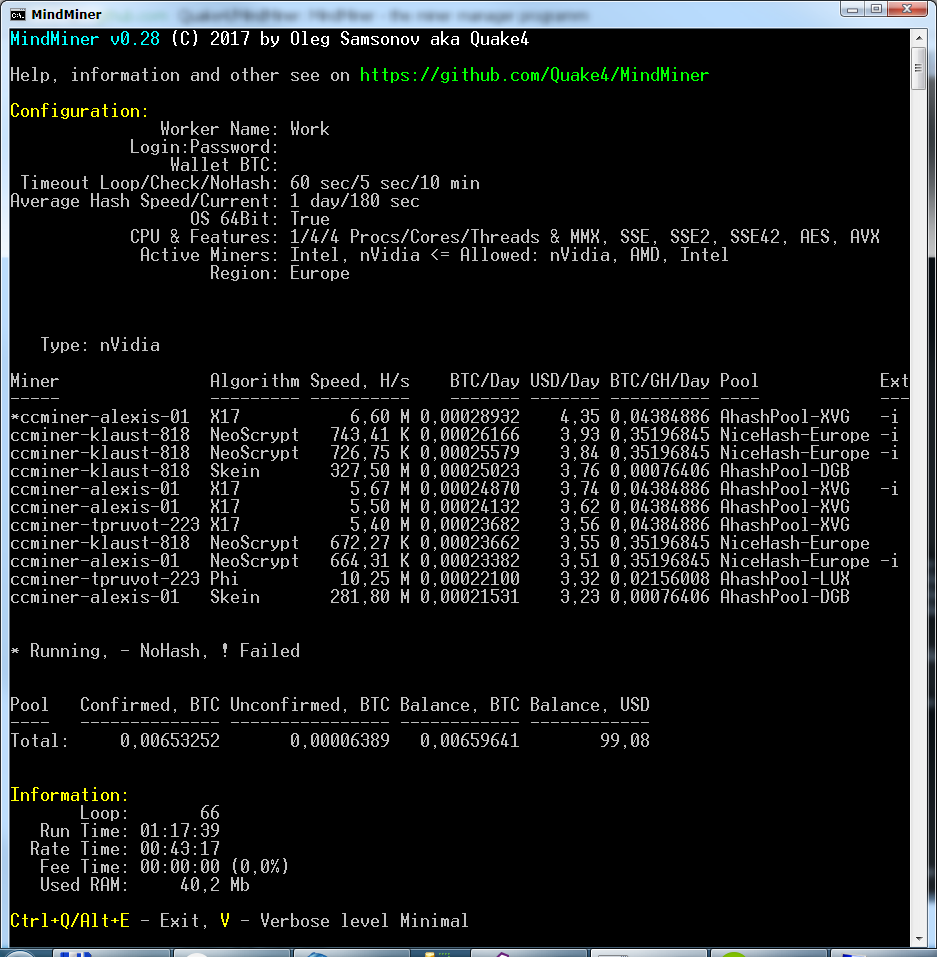 MindMiner
MindMiner v0.28 (C) 2017 by Oleg Samsonov aka Quake4
Help, information and other see on https://github.com/Quake4/MindMiner
Configuration:
Worker Name: Work
Login:Password:
Wallet BTC:
Timeout Loop/Check/NoHash: 60 sec/5 sec/10 min
Average Hash Speed/Current: 1 day/180 sec
OS 64Bit: True
CPU & Features: 1/4/4 Procs/Cores/Threads & MMX, SSE, SSE2, SSE42, AES, AVX
Active Miners: Intel, nVidia <= Allowed: nVidia, AMD, Intel
Region: Europe
Type: nVidia
Miner Algorithm Speed, H/s BTC/Day USD/Day BTC/GH/Day Pool Ext
----- --------- ---------- ------- ------- ---------- ---- ---
*ccminer-alexis-01 X17 6,60 M 0,00028932 4,35 0,04384886 AhashPool-XVG -i
ccminer-klaust-818 NeoScrypt 743,41 K 0,00026166 3,93 0,35196845 NiceHash-Europe -i
ccminer-klaust-818 NeoScrypt 726,75 K 0,00025579 3,84 0,35196845 NiceHash-Europe -i
ccminer-klaust-818 Skein 327,50 M 0,00025023 3,76 0,00076406 AhashPool-DGB
ccminer-alexis-01 X17 5,67 M 0,00024870 3,74 0,04384886 AhashPool-XVG -i
ccminer-alexis-01 X17 5,50 M 0,00024132 3,62 0,04384886 AhashPool-XVG
ccminer-tpruvot-223 X17 5,40 M 0,00023682 3,56 0,04384886 AhashPool-XVG
ccminer-klaust-818 NeoScrypt 672,27 K 0,00023662 3,55 0,35196845 NiceHash-Europe
ccminer-alexis-01 NeoScrypt 664,31 K 0,00023382 3,51 0,35196845 NiceHash-Europe -i
ccminer-tpruvot-223 Phi 10,25 M 0,00022100 3,32 0,02156008 AhashPool-LUX
ccminer-alexis-01 Skein 281,80 M 0,00021531 3,23 0,00076406 AhashPool-DGB
* Running, - NoHash, ! Failed
Pool Confirmed, BTC Unconfirmed, BTC Balance, BTC Balance, USD
---- -------------- ---------------- ------------ ------------
Total: 0,00653252 0,00006389 0,00659641 99,08
Information:
Loop: 66
Run Time: 01:17:39
Rate Time: 00:43:17
Fee Time: 00:00:00 (0,0%)
Used RAM: 40,2 Mb
Ctrl+Q/Alt+E - Exit, V - Verbose level Minimal